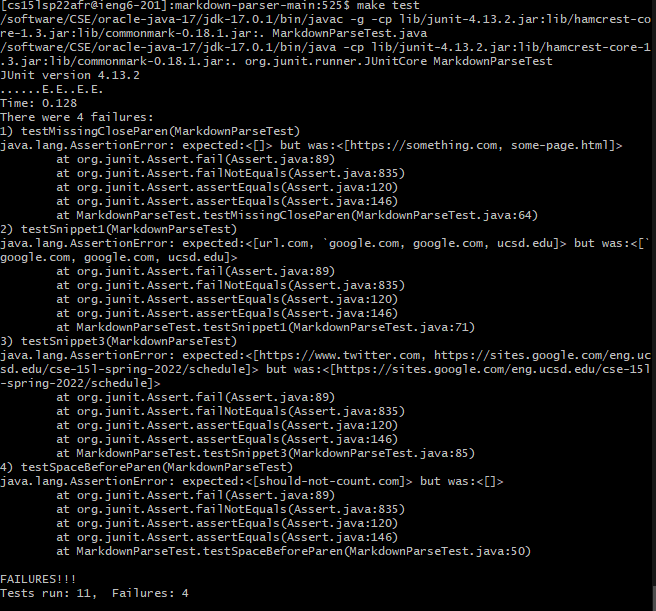 [cs15lsp22afr@ieng6-201]:markdown-parser-main:525$ make test
/software/CSE/oracle-java-17/jdk-17.0.1/bin/javac -g -cp lib/junit-4.13.2.jar:lib/hamcrest-co
re-1.3.jar:lib/commonmark-0.18.1.jar:. MarkdownParse.java
/software/CSE/oracle-java-17/jdk-17.0.1/bin/java -cp lib/junit-4.13.2.jar:lib/hamcrest-core-1
.3.jar:lib/commonmark-0.18.1.jar:. org.junit.runner.JUnitCore MarkdownParseTest
JUnit version 4.13.2
......E.E..E.E.
Time: 0.128
There were 4 failures:
1) testMissingCloseParen(MarkdownParseTest)
java.lang.AssertionError: expected:<[]> but was:<[https://something.com, some-page.html]>
        at org.junit.Assert.fail(Assert.java:89)
        at org.junit.Assert.failNotEquals(Assert.java:835)
        at org.junit.Assert.assertEquals(Assert.java:120)
        at org.junit.Assert.assertEquals(Assert.java:146)
        at MarkdownParseTest.testMissingCloseParen(MarkdownParseTest.java:64)
2) testSnippet1(MarkdownParseTest)
java.lang.AssertionError: expected:<[url.com, `google.com, google.com, ucsd.edu]> but was:<[`
google.com, google.com, ucsd.edu]>
        at org.junit.Assert.fail(Assert.java:89)
        at org.junit.Assert.failNotEquals(Assert.java:835)
        at org.junit.Assert.assertEquals(Assert.java:120)
        at org.junit.Assert.assertEquals(Assert.java:146)
        at MarkdownParseTest.testSnippet1(MarkdownParseTest.java:71)
3) testSnippet3(MarkdownParseTest)
java.lang.AssertionError: expected:<[https://www.twitter.com, https://sites.google.com/eng.uc
sd.edu/cse-15l-spring-2022/schedule]> but was:<[https://sites.google.com/eng.ucsd.edu/cse-15l
-spring-2022/schedule]>
        at org.junit.Assert.fail(Assert.java:89)
        at org.junit.Assert.failNotEquals(Assert.java:835)
        at org.junit.Assert.assertEquals(Assert.java:120)
        at org.junit.Assert.assertEquals(Assert.java:146)
        at MarkdownParseTest.testSnippet3(MarkdownParseTest.java:85)
4) testSpaceBeforeParen(MarkdownParseTest)
java.lang.AssertionError: expected:<[should-not-count.com]> but was:<[]>
        at org.junit.Assert.fail(Assert.java:89)
        at org.junit.Assert.failNotEquals(Assert.java:835)
        at org.junit.Assert.assertEquals(Assert.java:120)
        at org.junit.Assert.assertEquals(Assert.java:146)
        at MarkdownParseTest.testSpaceBeforeParen(MarkdownParseTest.java:50)

FAILURES!!!
Tests run: 11,  Failures: 4